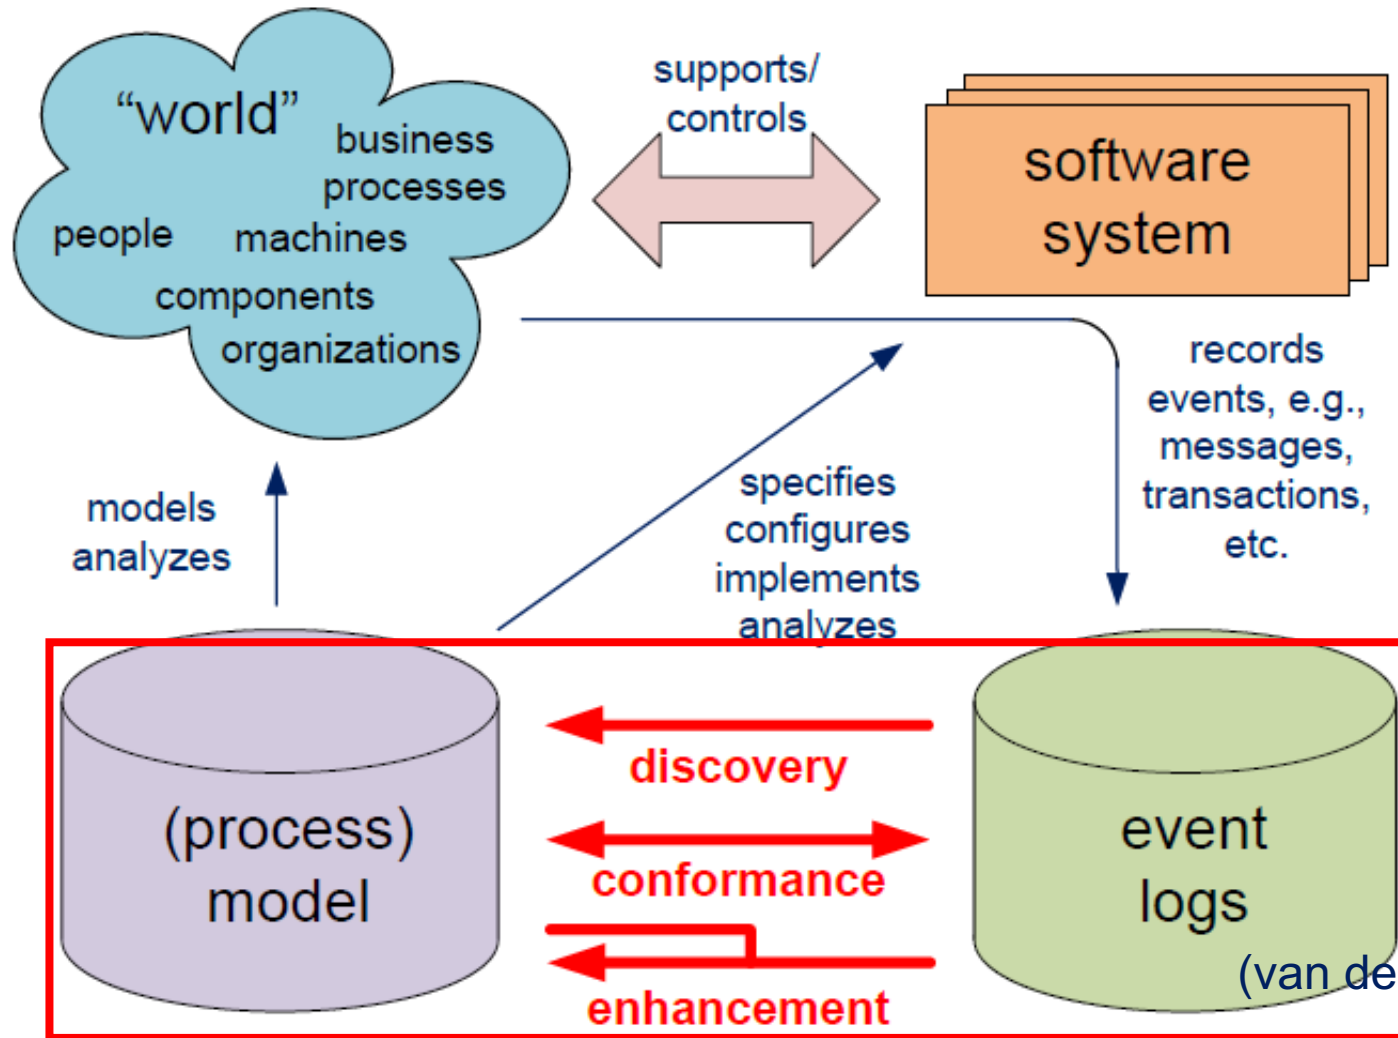 “world”
business
processes
people
machines
components
organizations
supports/
controls
software
system
records
events, e.g.,
messages,
transactions,
etc.
models
analyzes
specifies
configures
implements
analyzes
discovery
(process)
model
conformance
event
logs
(van de
enhancement